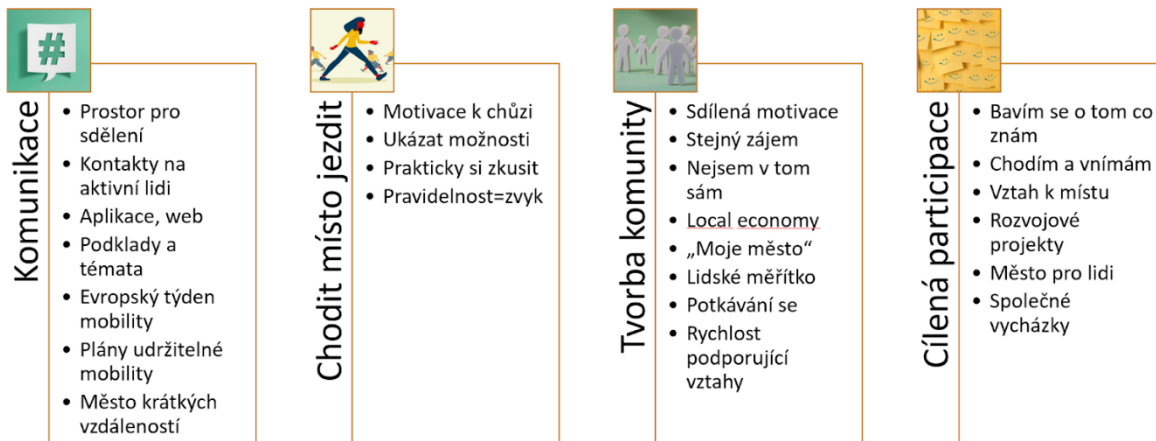 #
Komunikace
• Prostor pro
sdělení
• Kontakty na
aktivní lidi
• Aplikace, web
• Podklady a
témata
• Evropský týden
mobility
• Plány udržitelné
mobility
• Město krátkých
vzdáleností
Chodit místo jezdit
• Motivace k chůzi
• Ukázat možnosti
• Prakticky si zkusit
• Pravidelnost=zvyk
Tvorba komunity
• Sdílená motivace
• Stejný zájem
• Nejsem v tom
sám
• Local economy
• „Moje město“
• Lidské měřítko
• Potkávání se
• Rychlost
podporující
vztahy
Cílená participace
• Bavím se o tom co
znám
• Chodím a vnímám
• Vztah k místu
• Rozvojové
projekty
• Město pro lidi
• Společné
vycházky